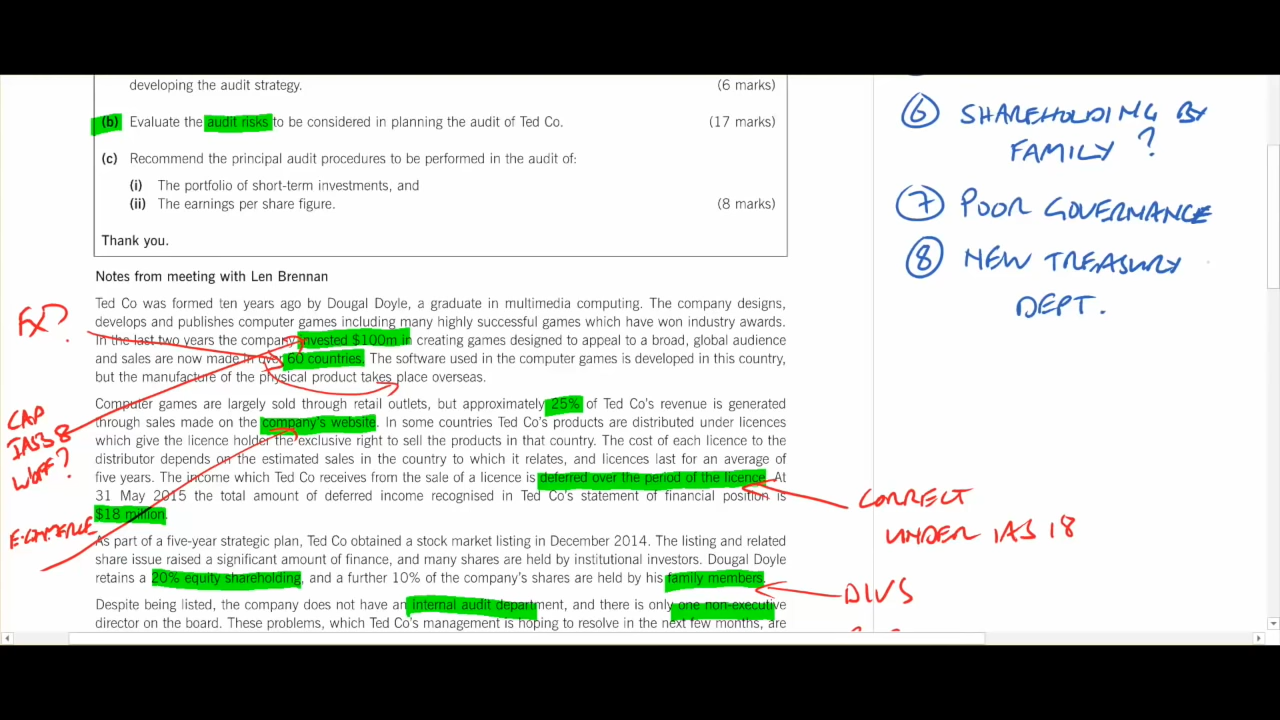 developing the audit strategy. (6 marks)
(b) Evaluate the audit risks to be considered in planning the audit of Ted Co. (17 marks)
(c) Recommend the principal audit procedures to be performed in the audit of:
(i) The portfolio of short-term investments, and
(ii) The earnings per share figure. (8 marks)
Thank you.
Notes from meeting with Len Brennan
Ted Co was formed ten years ago by Dougal Doyle, a graduate in multimedia computing. The company designs,
develops and publishes computer games including many highly successful games which have won industry awards.
In the last two years the company invested $100m in creating games designed to appeal to a broad, global audience
and sales are now made in over 60 countries. The software used in the computer games is developed in this country,
but the manufacture of the physical product takes place overseas.
Computer games are largely sold through retail outlets, but approximately 25% of Ted Co's revenue is generated
through sales made on the company's website. In some countries Ted Co's products are distributed under licences
which give the licence holder the exclusive right to sell the products in that country. The cost of each licence to the
distributor depends on the estimated sales in the country to which it relates, and licences last for an average of
five years. The income which Ted Co receives from the sale of a licence is deferred over the period of the licence. At
31 May 2015 the total amount of deferred income recognised in Ted Co's statement of financial position is
$18 million.
As part of a five-year strategic plan, Ted Co obtained a stock market listing in December 2014. The listing and related
share issue raised a significant amount of finance, and many shares are held by institutional investors. Dougal Doyle
retains a 20% equity shareholding, and a further 10% of the company's shares are held by his family members.
Despite being listed, the company does not have an internal audit department, and there is only one non-executive
director on the board. These problems, which Ted Co's management is hoping to resolve in the next few months, are
FX?
CAP
IAS38
W/OFF?
E-COMMERCE
⑥ SHAREHOLDING BY
FAMILY?
⑦ POOR GOVERNANCE
⑧ NEW TREASURY
DEPT.
CORRECT
UNDER IAS 18
DIVS